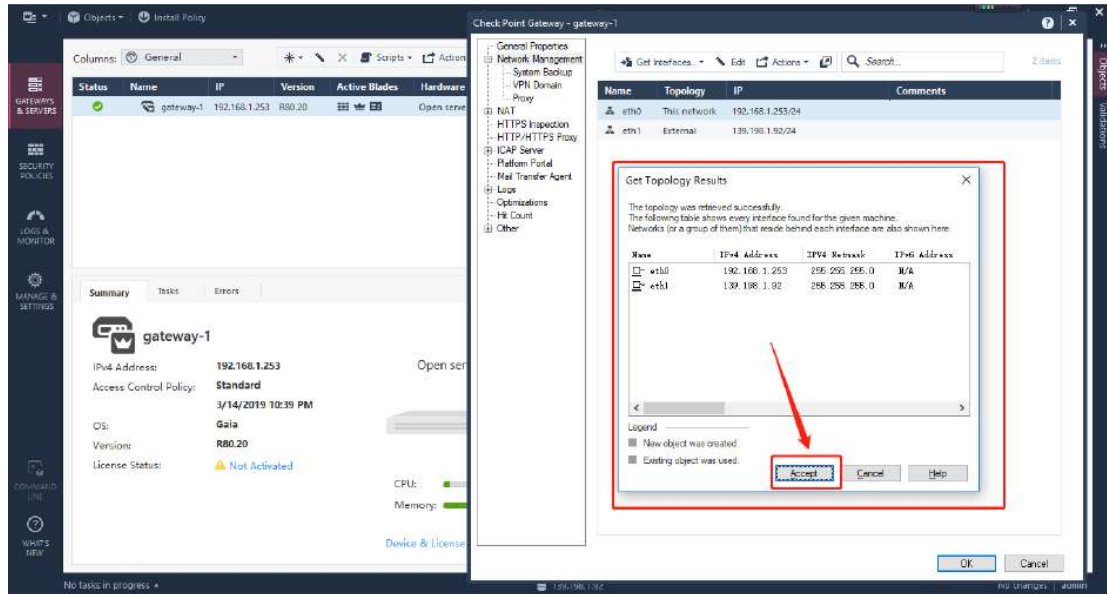 Objects
Install Policy
Check Point Gateway - gateway-1
GATEWAYS & SERVERS
SECURITY POLICIES
LOGS & MONITOR
MANAGE & SETTINGS
COMMAND LINE
WHAT'S NEW
Columns: General
Scripts
Action
Status Name IP Version Active Blades Hardware
gateway-1 192.168.1.253 R80.20 Open serve
Summary Tasks Errors
gateway-1
IPv4 Address: 192.168.1.253
Open ser
Access Control Policy: Standard
3/14/2019 10:39 PM
OS: Gaia
Version: R80.20
License Status: Not Activated
CPU:
Memory:
Device & License
General Properties
Network Management
System Backup
VPN Domain
Proxy
NAT
HTTPS Inspection
HTTP/HTTPS Proxy
ICAP Server
Platform Portal
Mail Transfer Agent
Logs
Optimizations
Hit Count
Other
Get Interfaces... Edit Actions Search... 2 items
Name Topology IP Comments
eth0 This network 192.168.1.253/24
eth1 External 139.198.1.92/24
Get Topology Results
The topology was retrieved successfully.
The following table shows every interface found for the given machine.
Networks (or a group of them) that reside behind each interface are also shown here.
Name IPv4 Address IPV4 Netmask IPv6 Address
eth0 192.168.1.253 255.255.255.0 N/A
eth1 139.198.1.92 255.255.255.0 N/A
Legend
New object was created.
Existing object was used.
Accept Cancel Help
OK Cancel
Objects
Validations
No tasks in progress
139.198.1.92
No changes admin